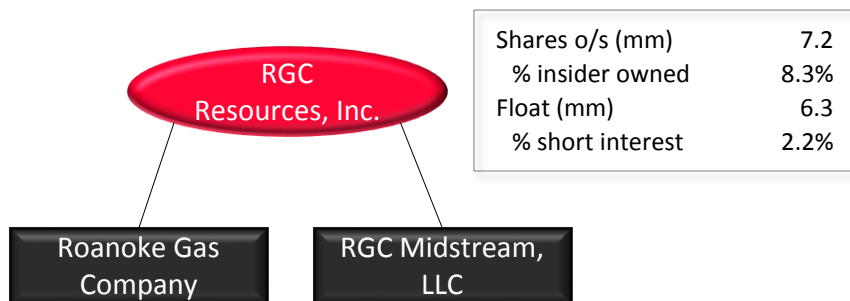 RGC
Resources, Inc.
Shares o/s (mm) 7.2
% insider owned 8.3%
Float (mm) 6.3
% short interest 2.2%
Roanoke Gas
Company
RGC Midstream,
LLC